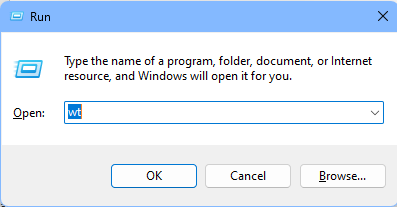 Run
Type the name of a program, folder, document, or Internet
resource, and Windows will open it for you.
Open: wt
OK Cancel Browse...